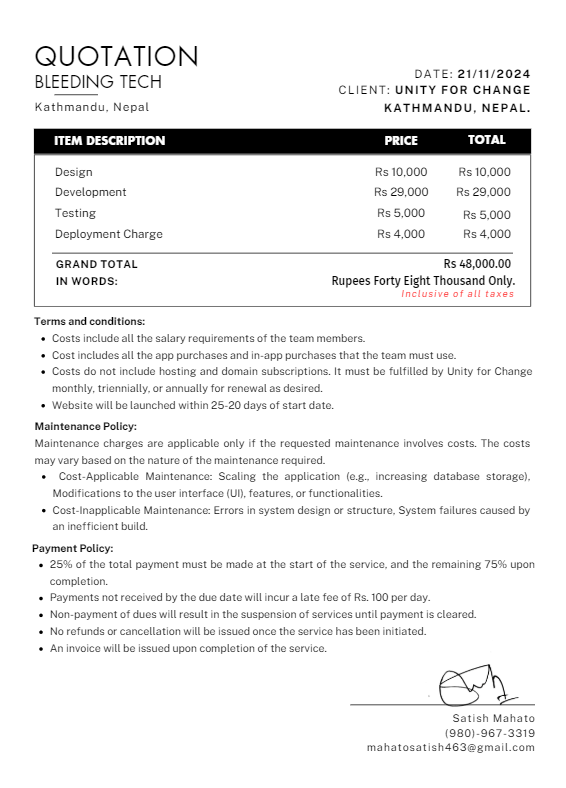 QUOTATION
BLEEDING TECH
Kathmandu, Nepal
DATE: 21/11/2024
CLIENT: UNITY FOR CHANGE
KATHMANDU, NEPAL.
ITEM DESCRIPTION PRICE TOTAL
Design Rs 10,000 Rs 10,000
Development Rs 29,000 Rs 29,000
Testing Rs 5,000 Rs 5,000
Deployment Charge Rs 4,000 Rs 4,000
GRAND TOTAL Rs 48,000.00
IN WORDS: Rupees Forty Eight Thousand Only.
Inclusive of all taxes
Terms and conditions:
• Costs include all the salary requirements of the team members.
• Cost includes all the app purchases and in-app purchases that the team must use.
• Costs do not include hosting and domain subscriptions. It must be fulfilled by Unity for Change
monthly, triennially, or annually for renewal as desired.
• Website will be launched within 25-20 days of start date.
Maintenance Policy:
Maintenance charges are applicable only if the requested maintenance involves costs. The costs
may vary based on the nature of the maintenance required.
• Cost-Applicable Maintenance: Scaling the application (e.g., increasing database storage),
Modifications to the user interface (UI), features, or functionalities.
• Cost-Inapplicable Maintenance: Errors in system design or structure, System failures caused by
an inefficient build.
Payment Policy:
• 25% of the total payment must be made at the start of the service, and the remaining 75% upon
completion.
• Payments not received by the due date will incur a late fee of Rs. 100 per day.
• Non-payment of dues will result in the suspension of services until payment is cleared.
• No refunds or cancellation will be issued once the service has been initiated.
• An invoice will be issued upon completion of the service.
Satish Mahato
(980)-967-3319
mahatosatish463@gmail.com